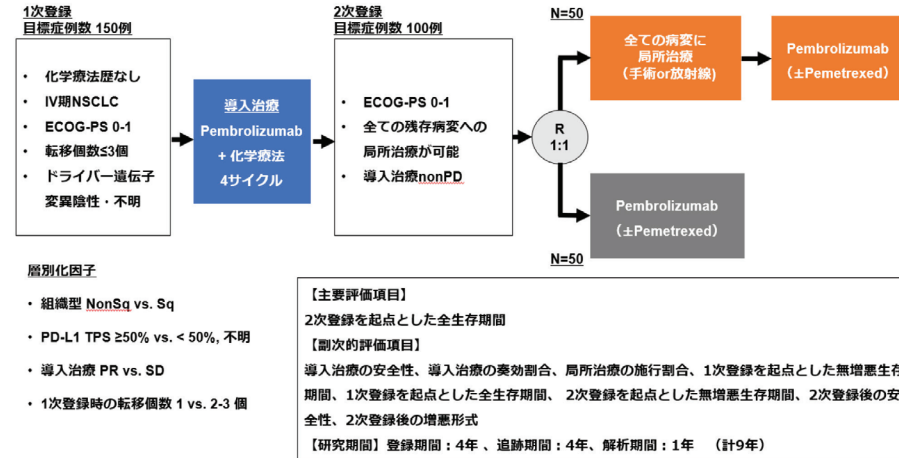 1次登録
目標症例数 150例
・ 化学療法歴なし
・ IV期NSCLC
・ ECOG-PS 0-1
・ 転移個数≤3個
・ ドライバー遺伝子
変異陰性・不明
導入治療
Pembrolizumab
+ 化学療法
4サイクル
2次登録
目標症例数 100例
・ ECOG-PS 0-1
・ 全ての残存病変への
局所治療が可能
・ 導入治療nonPD
R
1:1
N=50
全ての病変に
局所治療
（手術or放射線)
Pembrolizumab
（±Pemetrexed）
Pembrolizumab
（±Pemetrexed）
N=50
層別化因子
・ 組織型 NonSq vs. Sq
・ PD-L1 TPS ≥50% vs. < 50%, 不明
・ 導入治療 PR vs. SD
・ 1次登録時の転移個数 1 vs. 2-3 個
【主要評価項目】
2次登録を起点とした全生存期間
【副次的評価項目】
導入治療の安全性、導入治療の奏効割合、局所治療の施行割合、1次登録を起点とした無増悪生存
期間、1次登録を起点とした全生存期間、 2次登録を起点とした無増悪生存期間、2次登録後の安
全性、2次登録後の増悪形式
【研究期間】登録期間：4年 、追跡期間：4年、解析期間：1年 （計9年）